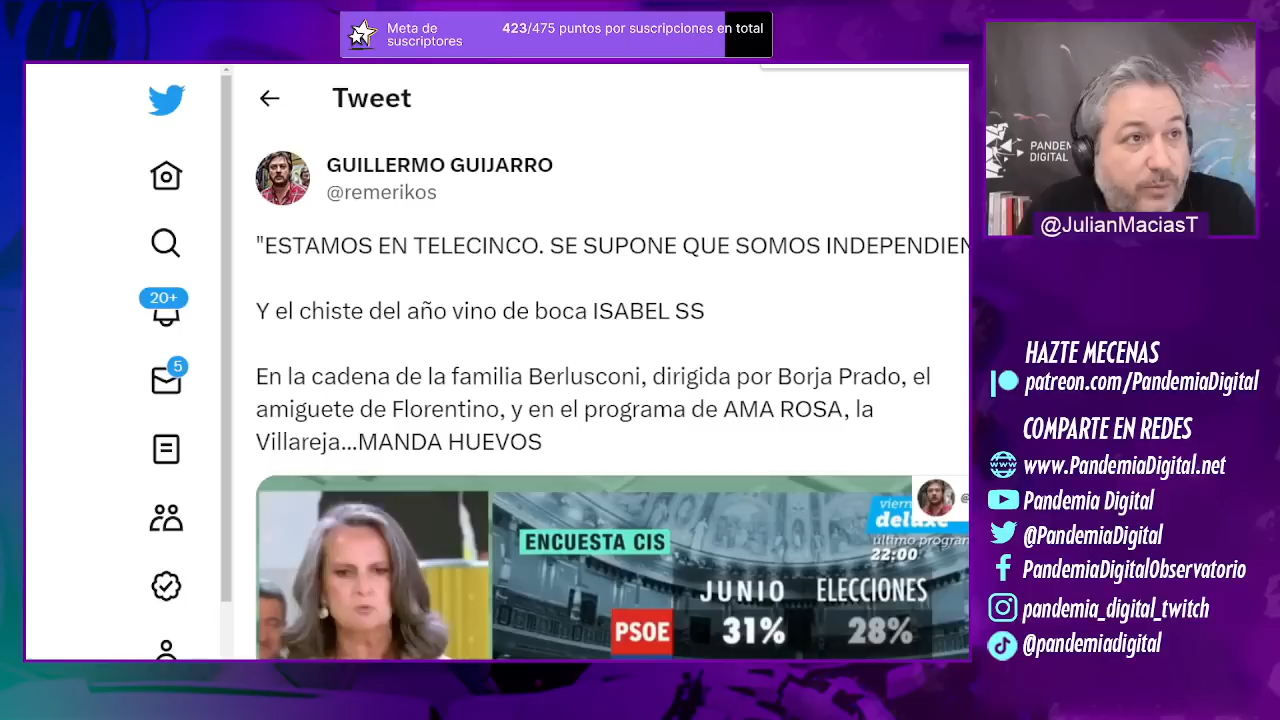 Meta de
suscriptores
423/475 puntos por suscripciones en total
Tweet
GUILLERMO GUIJARRO
@remerikos
"ESTAMOS EN TELECINCO. SE SUPONE QUE SOMOS INDEPENDIEN
Y el chiste del año vino de boca ISABEL SS
En la cadena de la familia Berlusconi, dirigida por Borja Prado, el
amiguete de Florentino, y en el programa de AMA ROSA, la
Villareja...MANDA HUEVOS
20+
5
ENCUESTA CIS
JUNIO
ELECCIONES
PSOE
31%
28%
viern
deluxe
último progran
22:00
@
PANDEM
DIGITAL
@JulianMaciasT
HAZTE MECENAS
patreon.com/PandemiaDigital
COMPARTE EN REDES
www.PandemiaDigital.net
Pandemia Digital
@PandemiaDigital
PandemiaDigitalObservatorio
pandemia_digital_twitch
@pandemiadigital